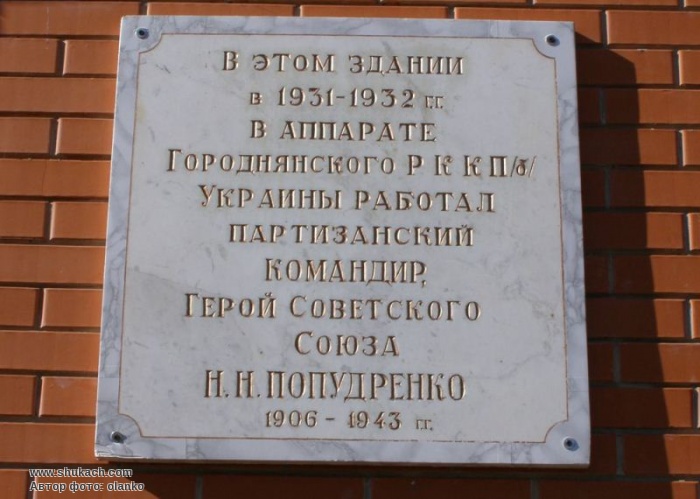 В ЭТОМ ЗДАНИИ
в 1931-1932 гг.
В АППАРАТЕ
ГОРОДНЯНСКОГО Р К К П/б/
УКРАИНЫ РАБОТАЛ
ПАРТИЗАНСКИЙ
КОМАНДИР,
ГЕРОЙ СОВЕТСКОГО
СОЮЗА
Н. Н. ПОПУДРЕНКО
1906 - 1943 гг.
www.shukach.com
Автор фото: olanko